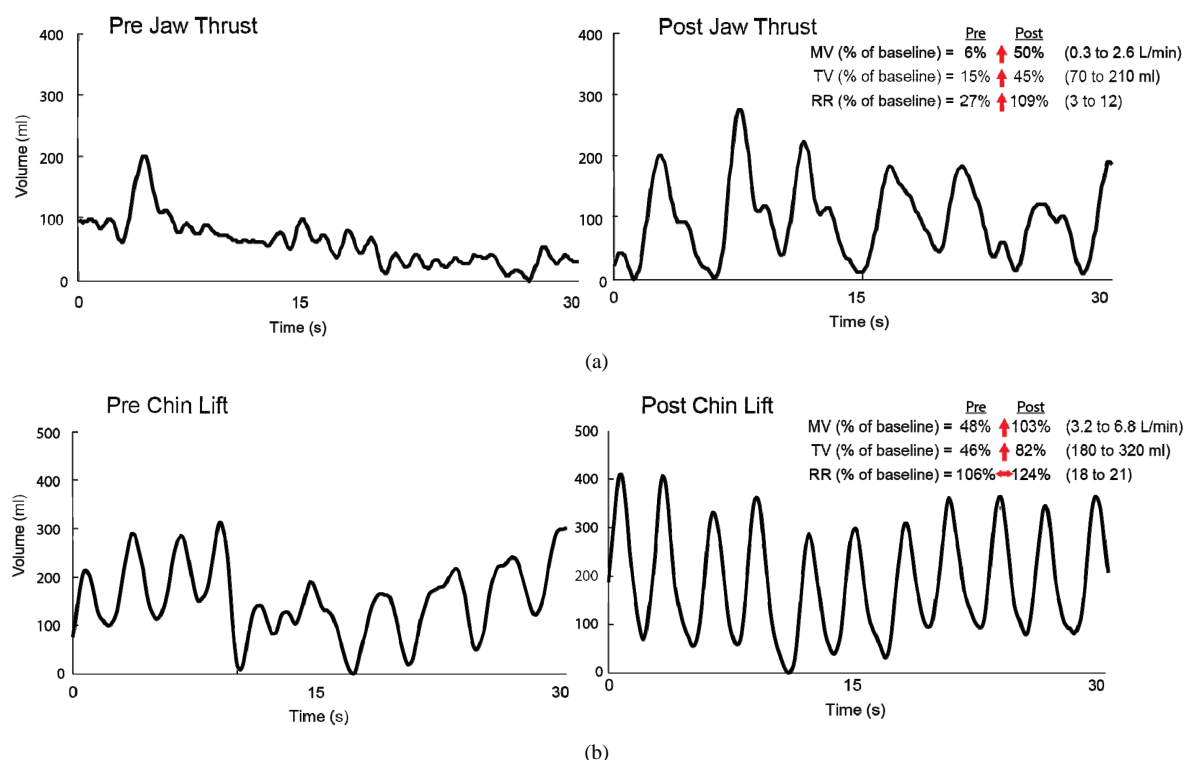 Pre Jaw Thrust
400
300
200
100
0
Volume (ml)
0 15 30
Time (s)
Post Jaw Thrust
Pre Post
MV (% of baseline) = 6% 50% (0.3 to 2.6 L/min)
TV (% of baseline) = 15% 45% (70 to 210 ml)
RR (% of baseline) = 27% 109% (3 to 12)
400
300
200
100
0
0 15 30
Time (s)
(a)
Pre Chin Lift
500
400
300
200
100
0
Volume (ml)
0 15 30
Time (s)
Post Chin Lift
Pre Post
MV (% of baseline) = 48% 103% (3.2 to 6.8 L/min)
TV (% of baseline) = 46% 82% (180 to 320 ml)
RR (% of baseline) = 106% 124% (18 to 21)
500
400
300
200
100
0
0 15 30
Time (s)
(b)